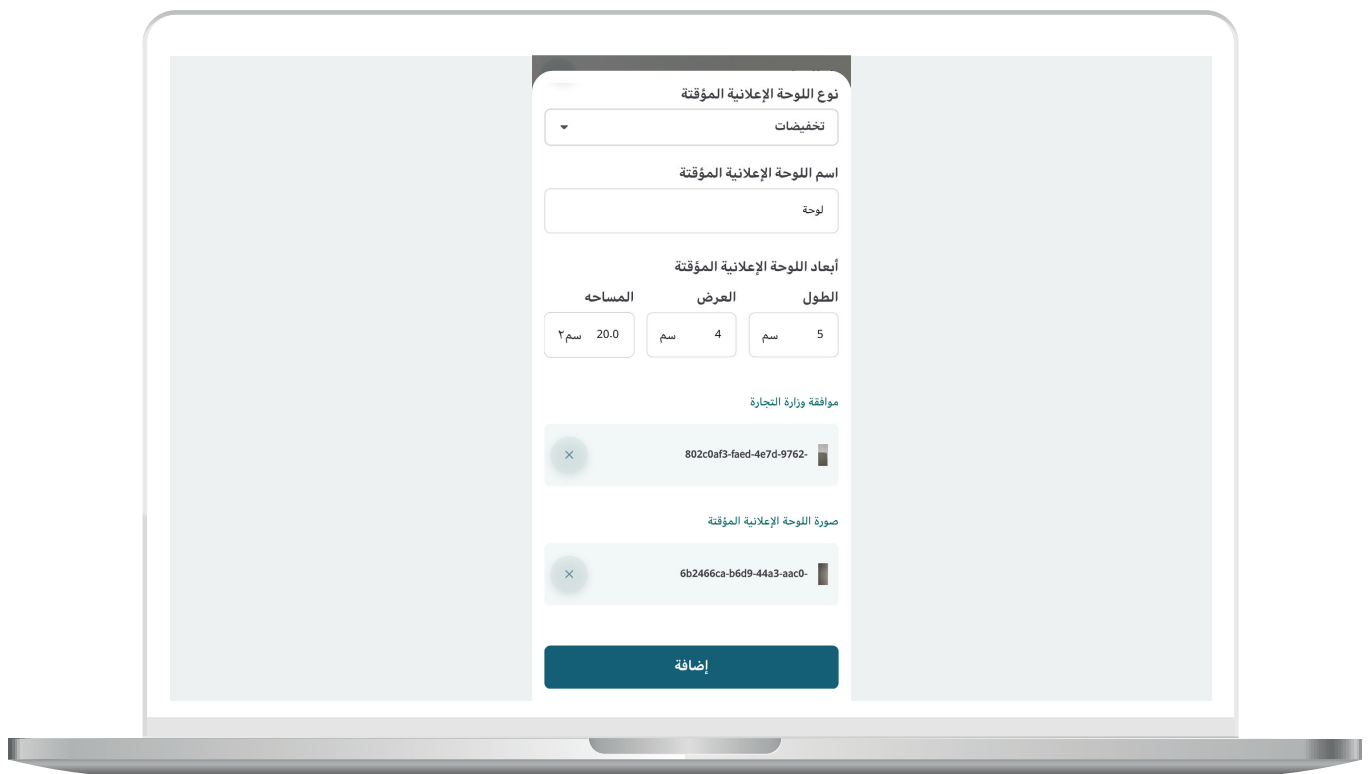 نوع اللوحة الإعلانية المؤقتة
تخفيضات
اسم اللوحة الإعلانية المؤقتة
لوحة
أبعاد اللوحة الإعلانية المؤقتة
الطول العرض المساحه
5 سم 4 سم 20.0 سم٢
موافقة وزارة التجارة
802c0af3-faed-4e7d-9762-
صورة اللوحة الإعلانية المؤقتة
6b2466ca-b6d9-44a3-aac0-
إضافة